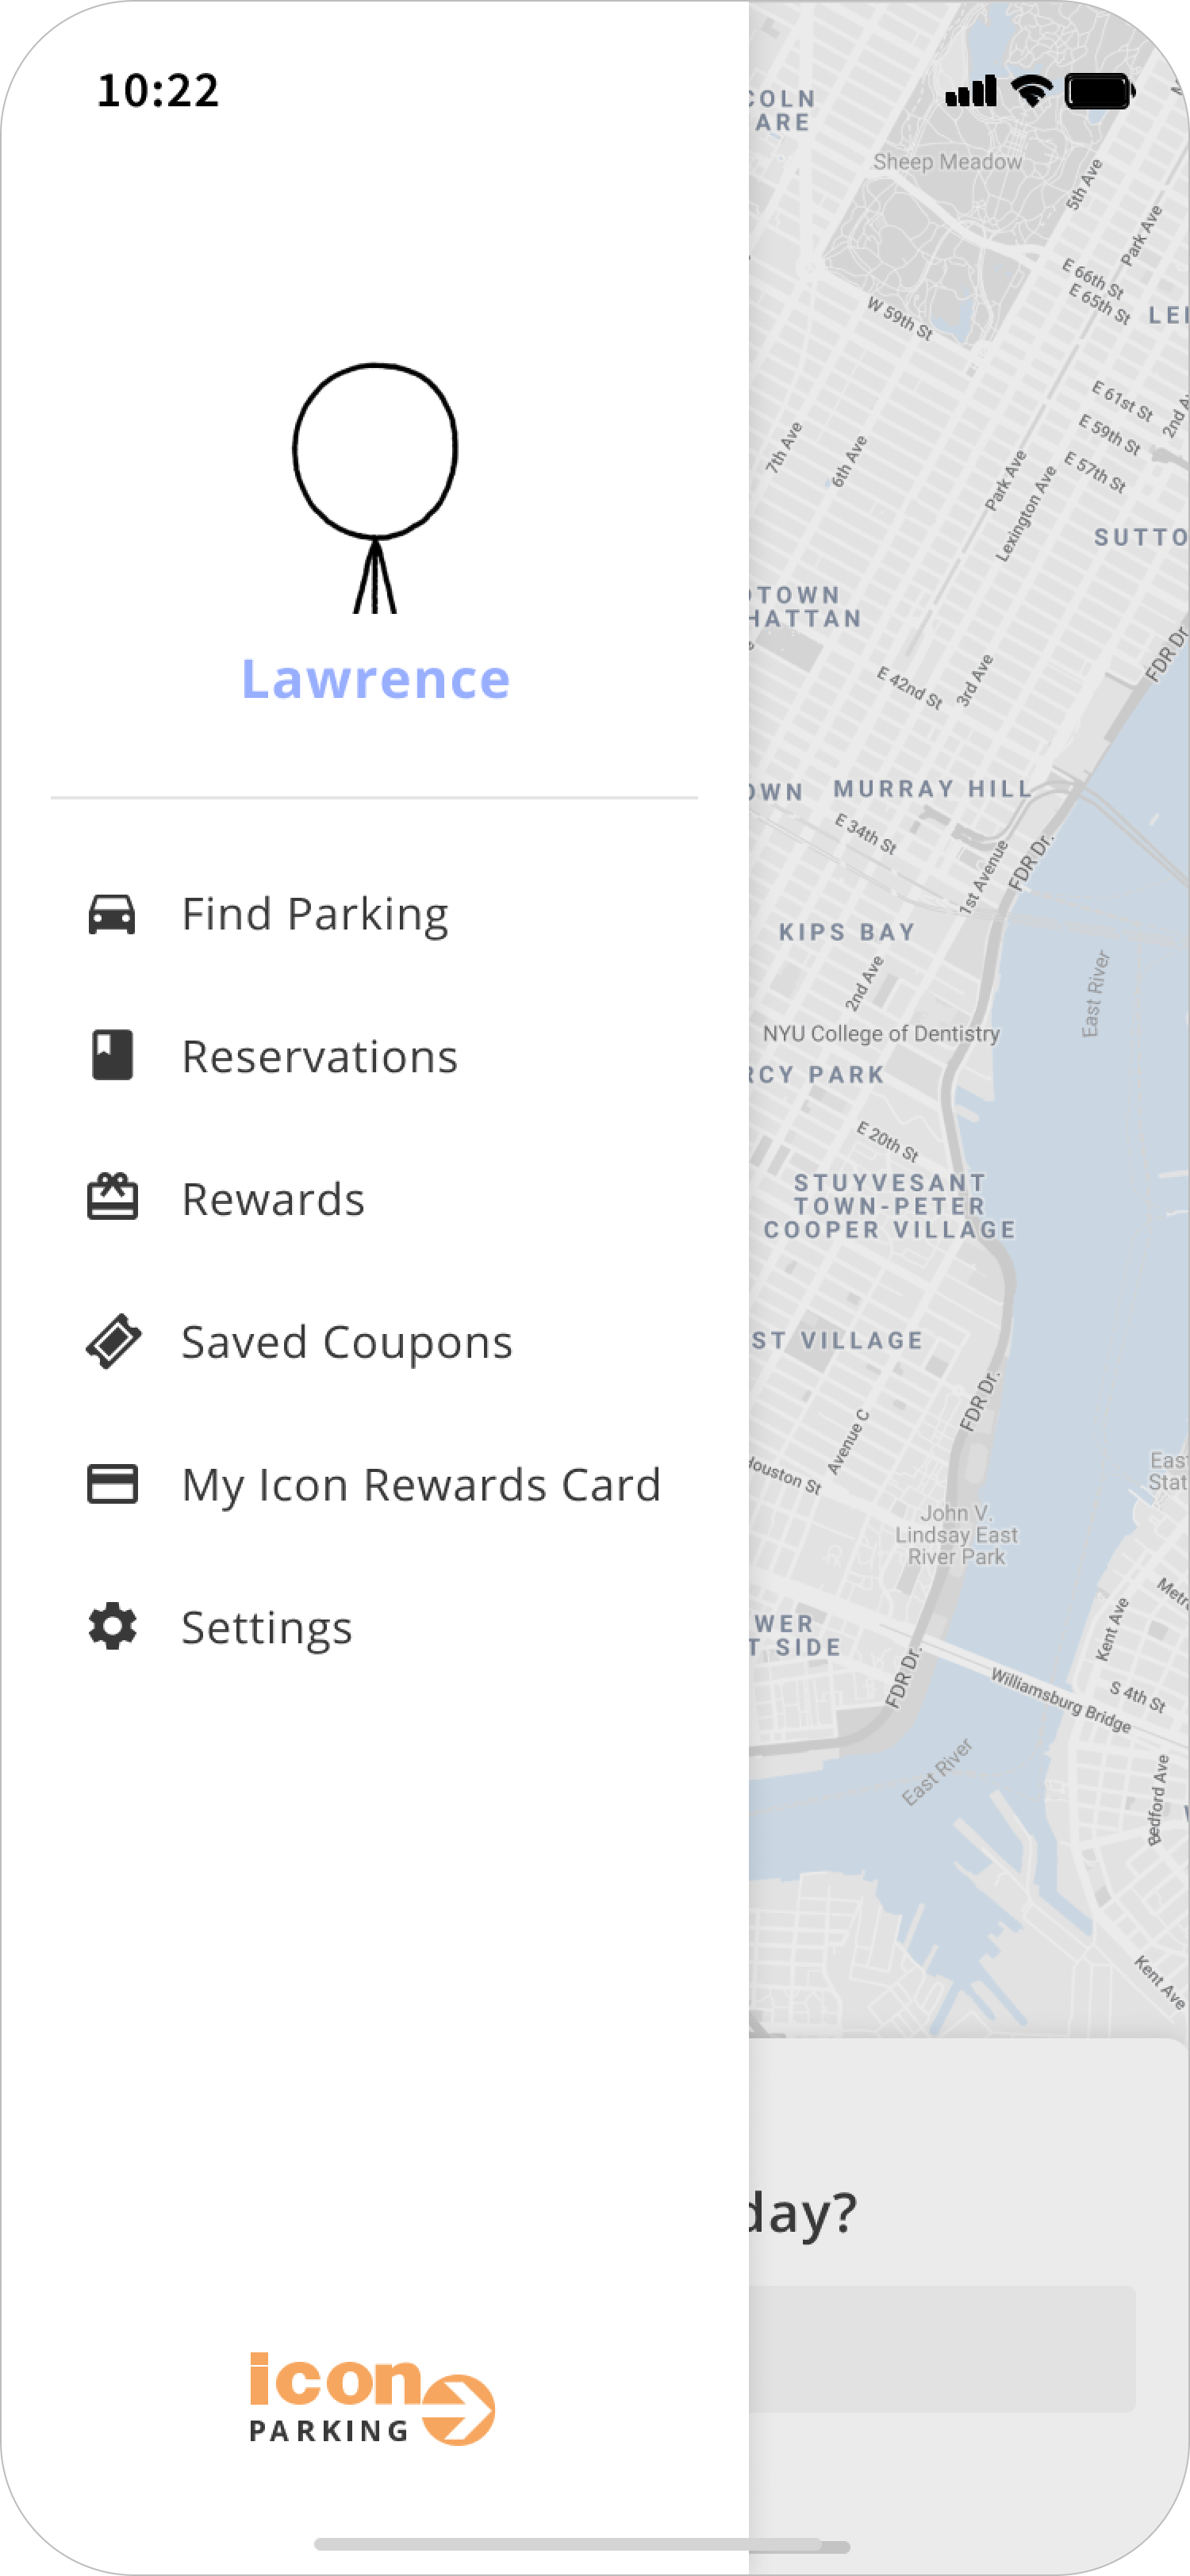 10:22
Lawrence
Find Parking
Reservations
Rewards
Saved Coupons
My Icon Rewards Card
Settings
icon
PARKING
COLN
ARE
Sheep Meadow
5th Ave
Park Ave
E 66th St
E 65th St
W 59th St
LE
E 61st St
2nd A
E 59th St
7th Ave
6th Ave
E 57th St
Park Ave
Lexington Ave
SUTTO
TOWN
HATTAN
FDR Dr
E 42nd St
3rd Ave
OWN
MURRAY HILL
E 34th St
FDR Dr.
1st Avenue
KIPS BAY
2nd Ave
East River
NYU College of Dentistry
RCY PARK
E 20th St
STUYVESANT
TOWN-PETER
COOPER VILLAGE
ST VILLAGE
FDR Dr.
Avenue C
Houston St
East
Stat
John V.
Lindsay East
River Park
Metro
WER
T SIDE
Kent Ave
FDR Dr.
Williamsburg Bridge
S 4th St
East River
Bedford Ave
Kent Ave
day?